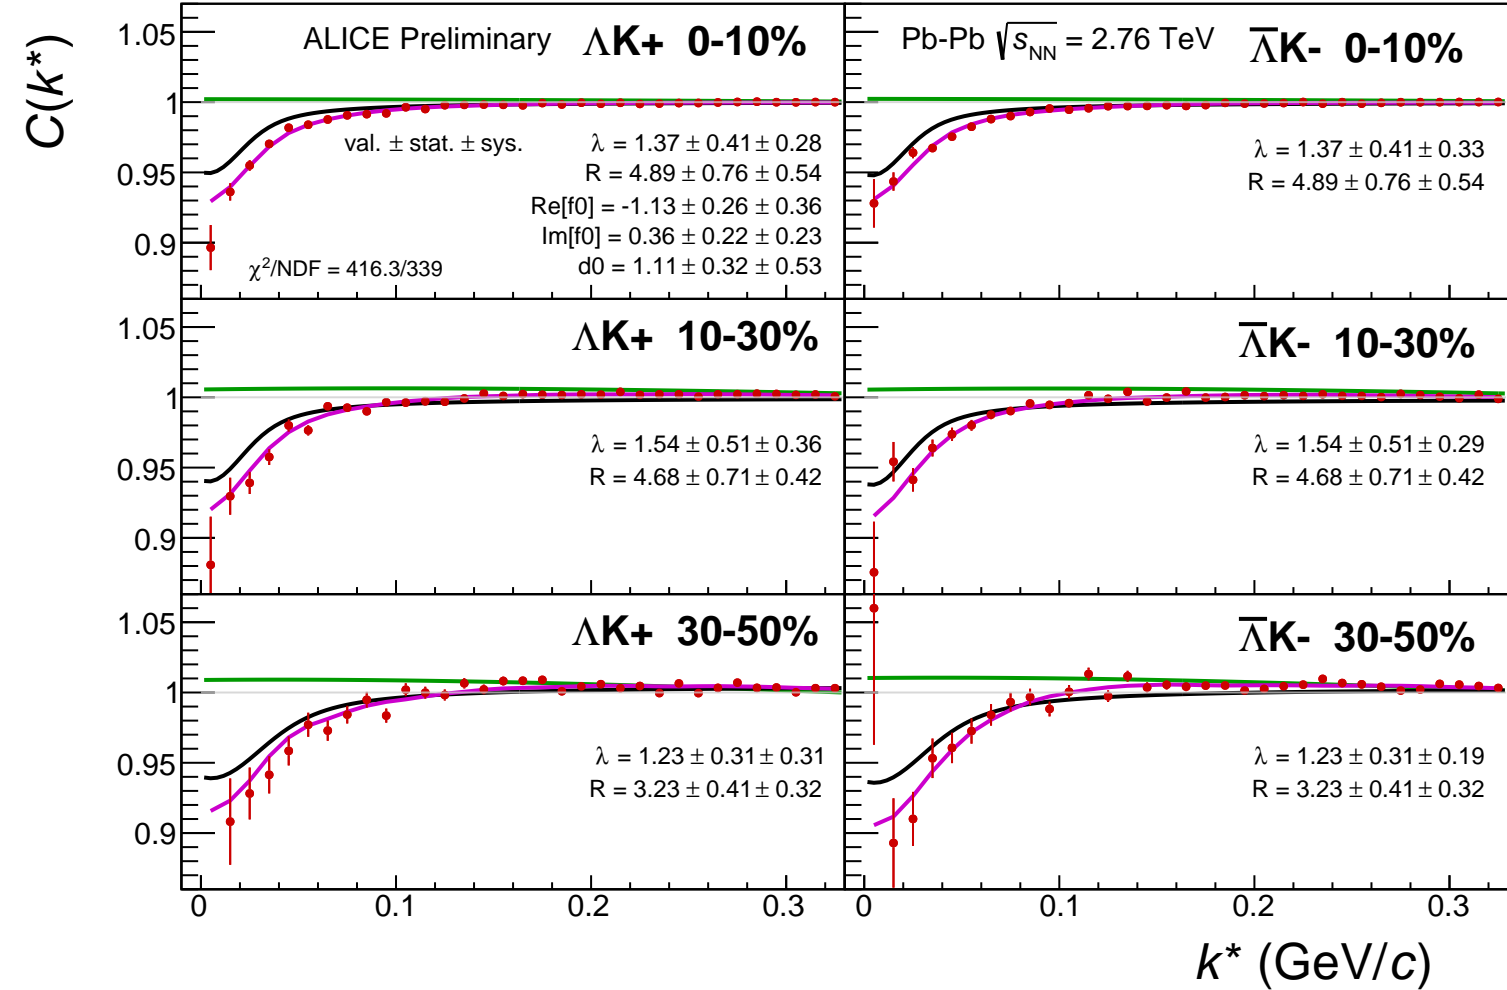 C(k*)
ALICE Preliminary ΛK+ 0-10%
1.05
1
0.95
0.9
val. ± stat. ± sys.
λ = 1.37 ± 0.41 ± 0.28
R = 4.89 ± 0.76 ± 0.54
Re[f0] = -1.13 ± 0.26 ± 0.36
Im[f0] = 0.36 ± 0.22 ± 0.23
d0 = 1.11 ± 0.32 ± 0.53
χ²/NDF = 416.3/339
Pb-Pb √s_NN = 2.76 TeV Λ̅K- 0-10%
λ = 1.37 ± 0.41 ± 0.33
R = 4.89 ± 0.76 ± 0.54
ΛK+ 10-30%
1.05
1
0.95
0.9
λ = 1.54 ± 0.51 ± 0.36
R = 4.68 ± 0.71 ± 0.42
Λ̅K- 10-30%
λ = 1.54 ± 0.51 ± 0.29
R = 4.68 ± 0.71 ± 0.42
ΛK+ 30-50%
1.05
1
0.95
0.9
λ = 1.23 ± 0.31 ± 0.31
R = 3.23 ± 0.41 ± 0.32
Λ̅K- 30-50%
λ = 1.23 ± 0.31 ± 0.19
R = 3.23 ± 0.41 ± 0.32
0 0.1 0.2 0.3
0 0.1 0.2 0.3
k* (GeV/c)